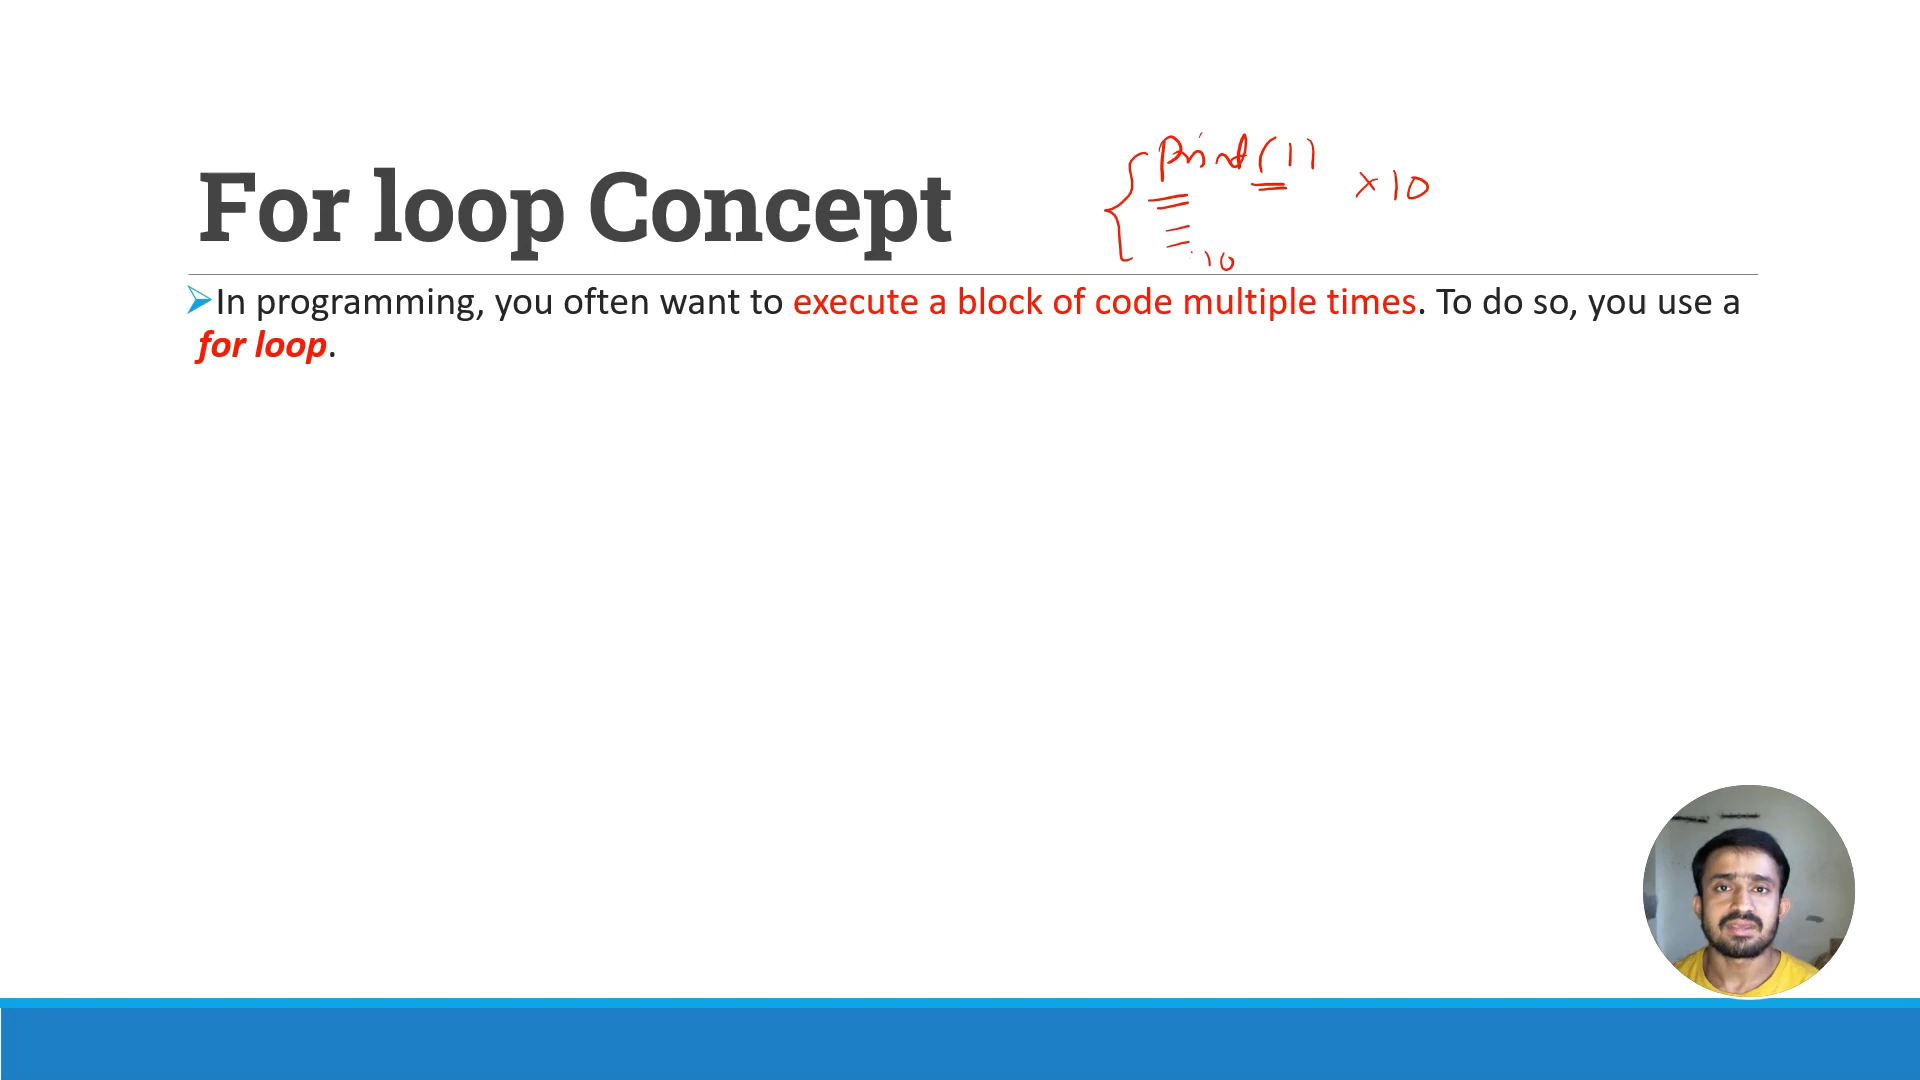 For loop Concept
print(1)
× 10
10
➢In programming, you often want to execute a block of code multiple times. To do so, you use a
for loop.